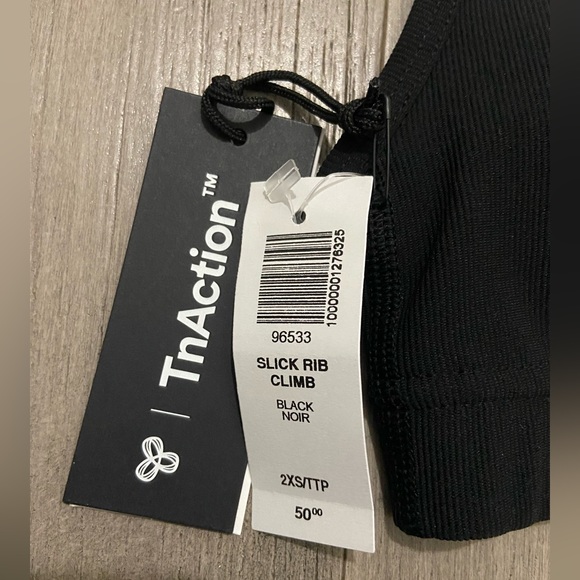 TnAction™
10000001276325
96533
SLICK RIB
CLIMB
BLACK
NOIR
2XS/TTP
50⁰⁰